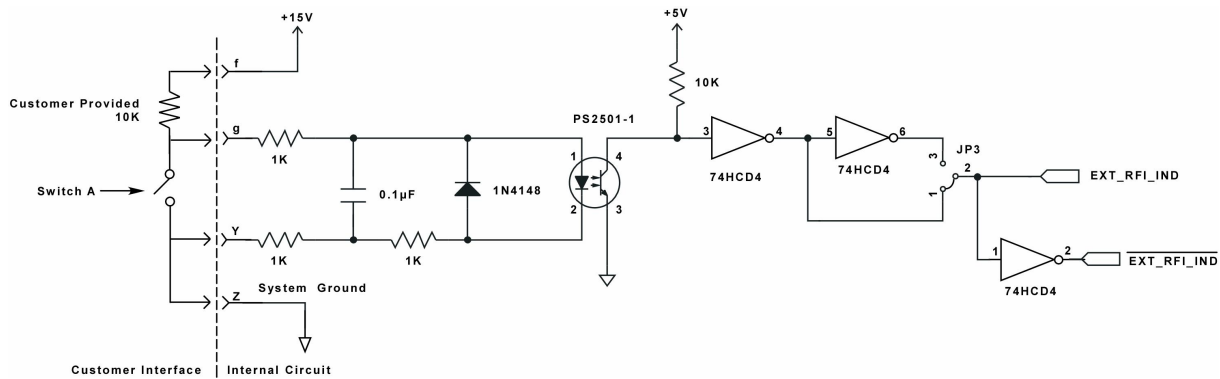 +15V
+5V
f
Customer Provided
10K
10K
PS2501-1
g
1K
1
4
3
4
5
6
JP3
3
2
1
EXT_RFI_IND
74HCD4
74HCD4
Switch A
0.1µF
1N4148
2
3
Y
1K
1K
1
2
EXT_RFI_IND
74HCD4
Z
System Ground
Customer Interface
Internal Circuit